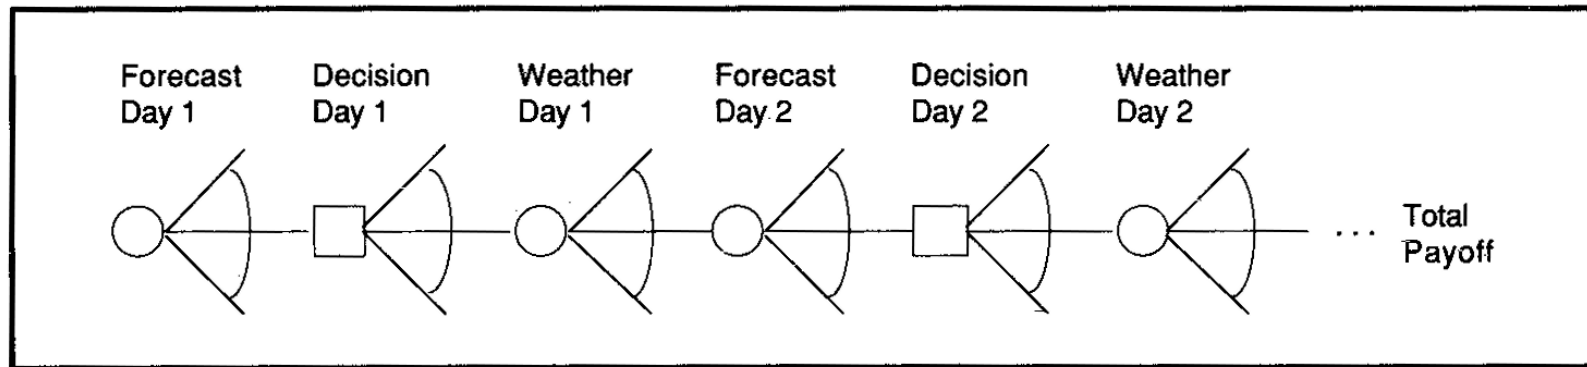 Forecast Decision Weather Forecast Decision Weather
Day 1 Day 1 Day 1 Day 2 Day 2 Day 2
... Total
Payoff